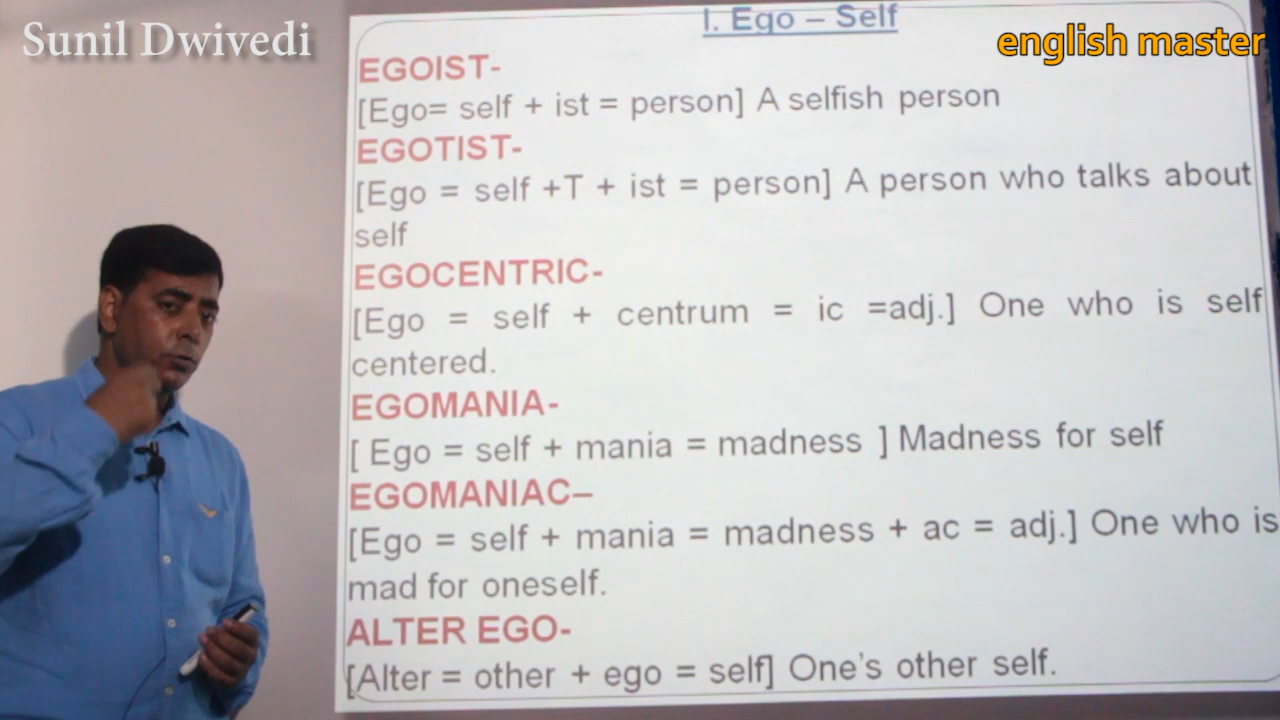 Sunil Dwivedi
english master
I. Ego – Self
EGOIST-
[Ego= self + ist = person] A selfish person
EGOTIST-
[Ego = self +T + ist = person] A person who talks about
self
EGOCENTRIC-
[Ego = self + centrum = ic =adj.] One who is self
centered.
EGOMANIA-
[ Ego = self + mania = madness ] Madness for self
EGOMANIAC–
[Ego = self + mania = madness + ac = adj.] One who is
mad for oneself.
ALTER EGO-
[Alter = other + ego = self] One's other self.